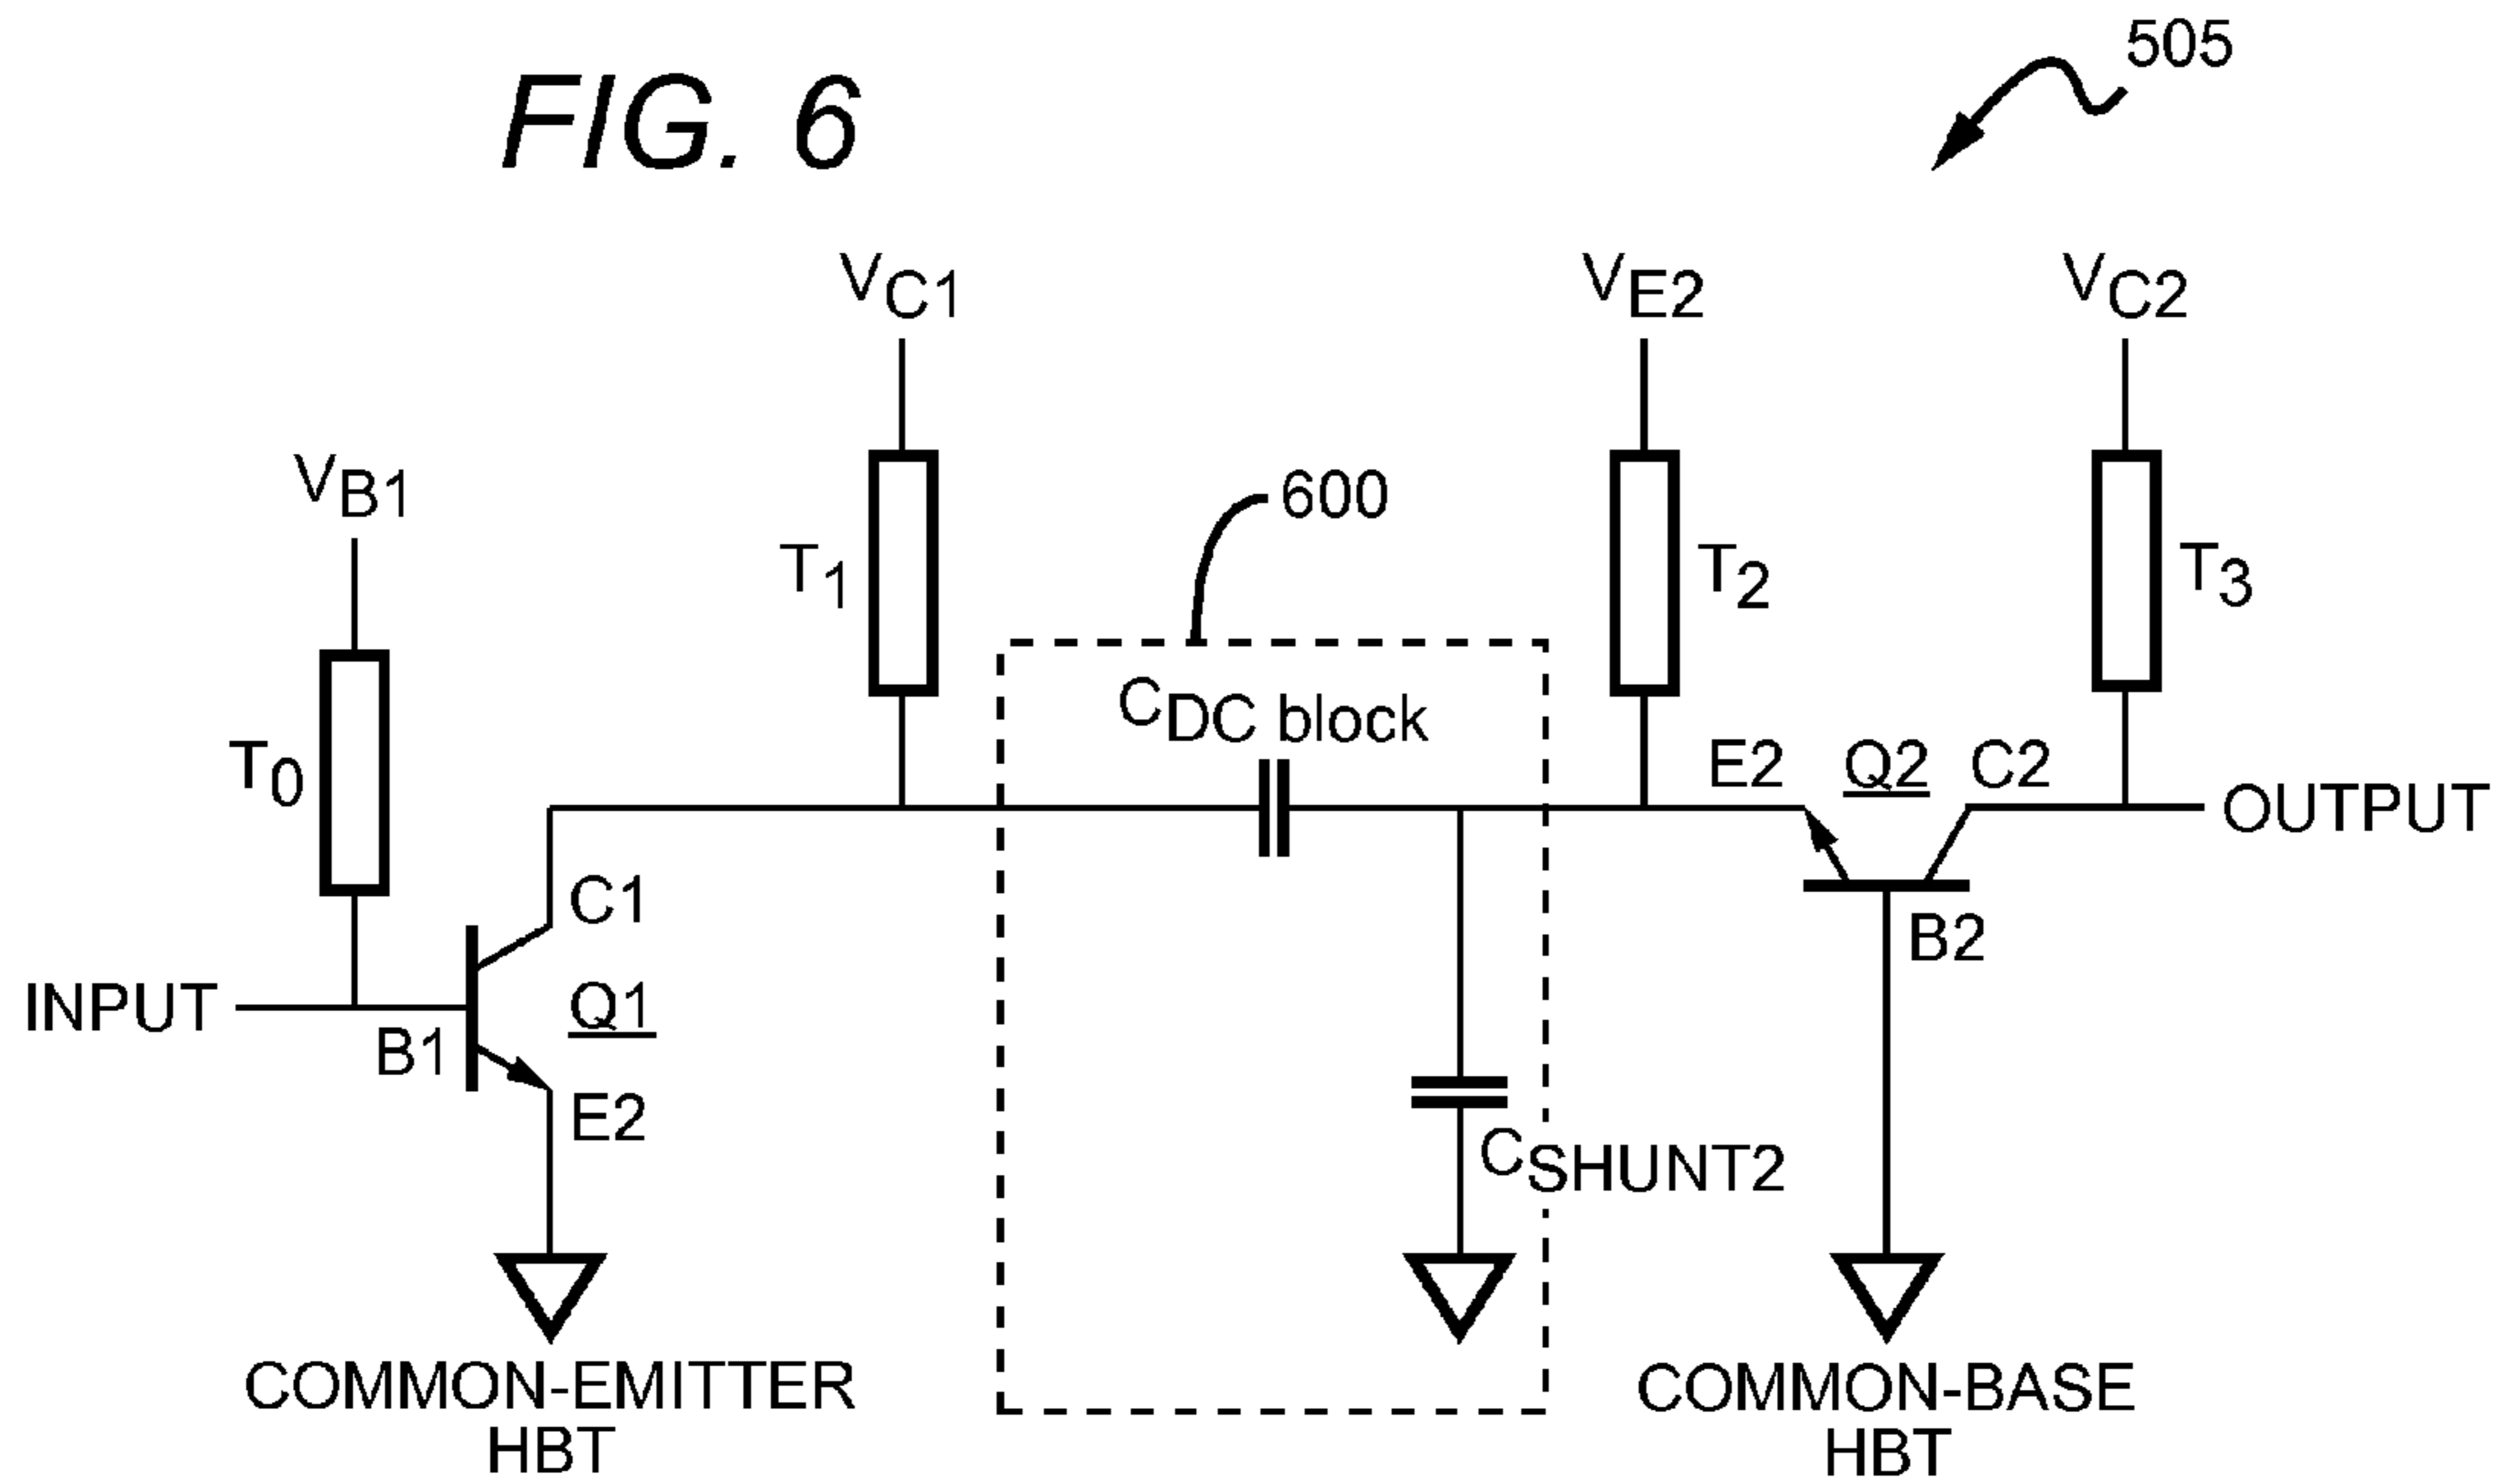 FIG. 6
505
VC1
VE2
VC2
VB1
600
T1
T2
T3
CDC block
T0
E2
Q2
C2
OUTPUT
C1
B2
INPUT
Q1
B1
E2
CSHUNT2
COMMON-EMITTER
HBT
COMMON-BASE
HBT